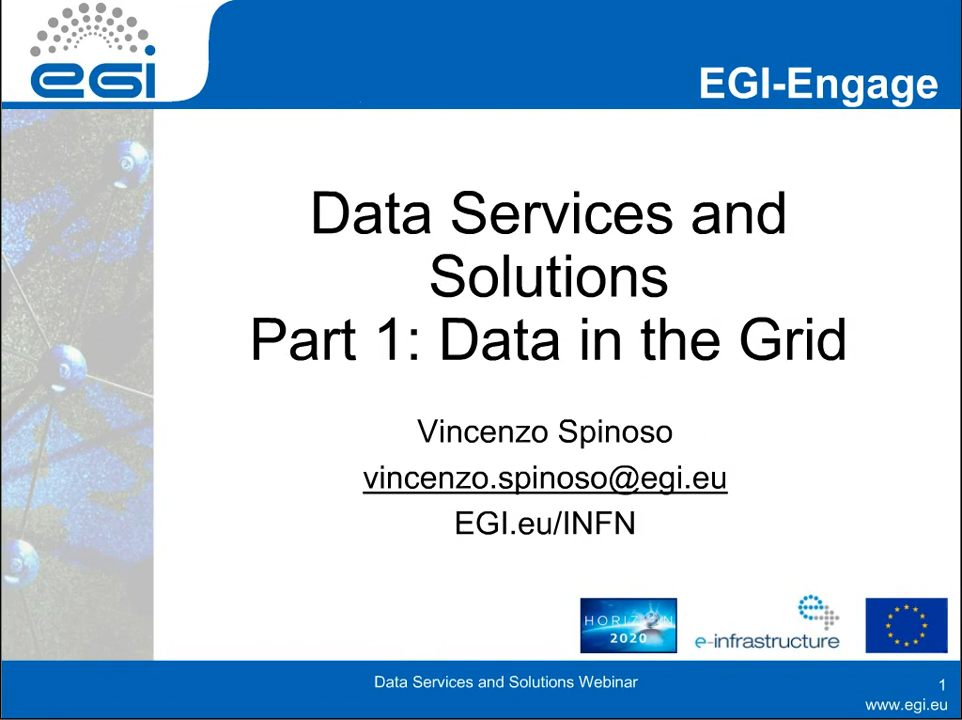 egi
EGI-Engage
Data Services and
Solutions
Part 1: Data in the Grid
Vincenzo Spinoso
vincenzo.spinoso@egi.eu
EGI.eu/INFN
HORIZON
2020
e-infrastructure
Data Services and Solutions Webinar
1
www.egi.eu